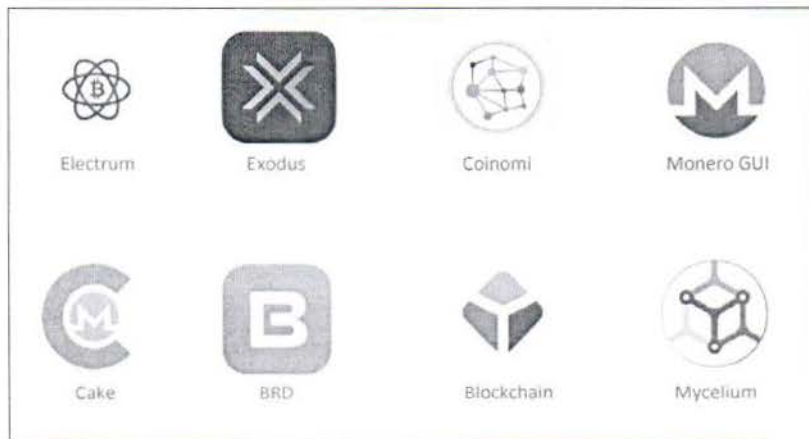 Electrum
Exodus
Coinomi
Monero GUI
Cake
BRD
Blockchain
Mycelium